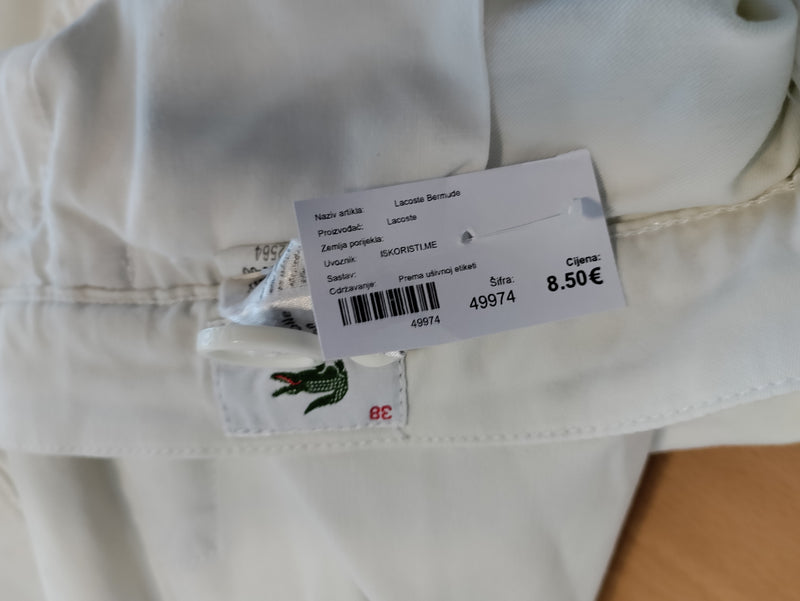 Naziv artikla: Lacoste Bermude
Proizvođač: Lacoste
Zemlja porijekla:
Uvoznik: ISKORISTI.ME
Sastav:
Održavanje: Prema ušivnoj etiketi
Šifra: Cijena:
49974 8.50€
49974
2564
38